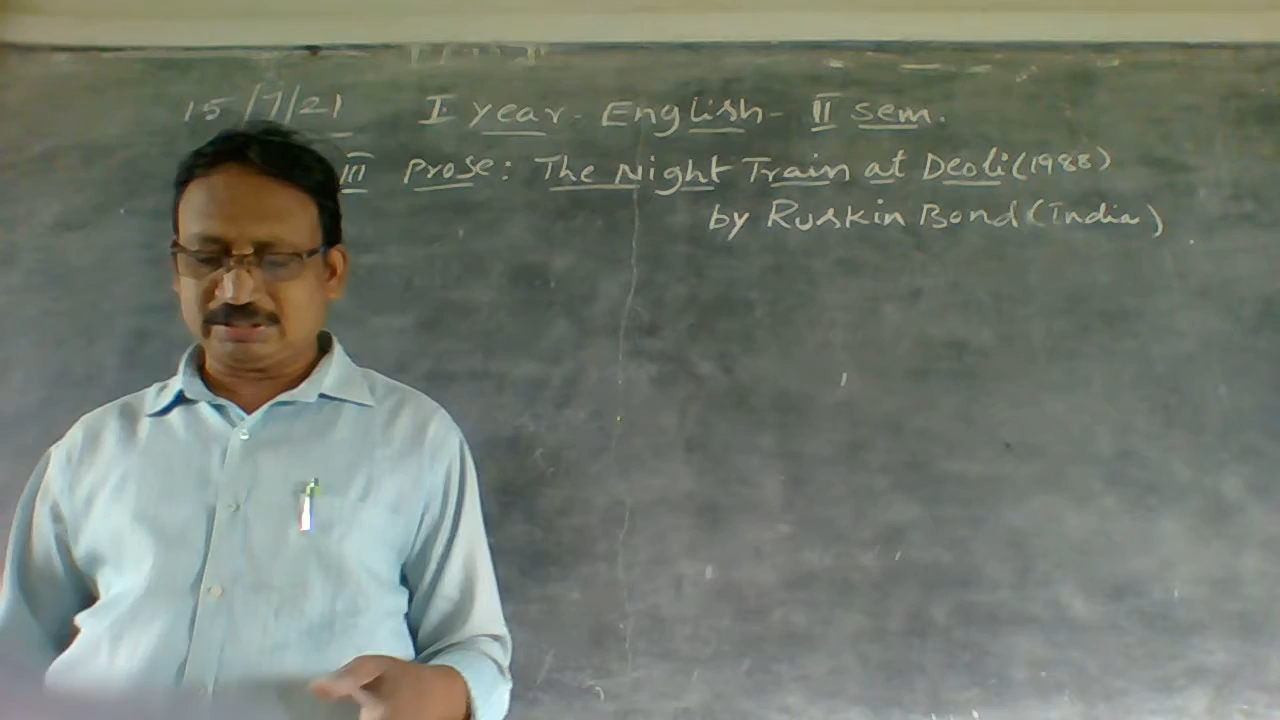 15/7/21 I year - English - II sem.
III Prose: The Night Train at Deoli (1988)
by Ruskin Bond (India)